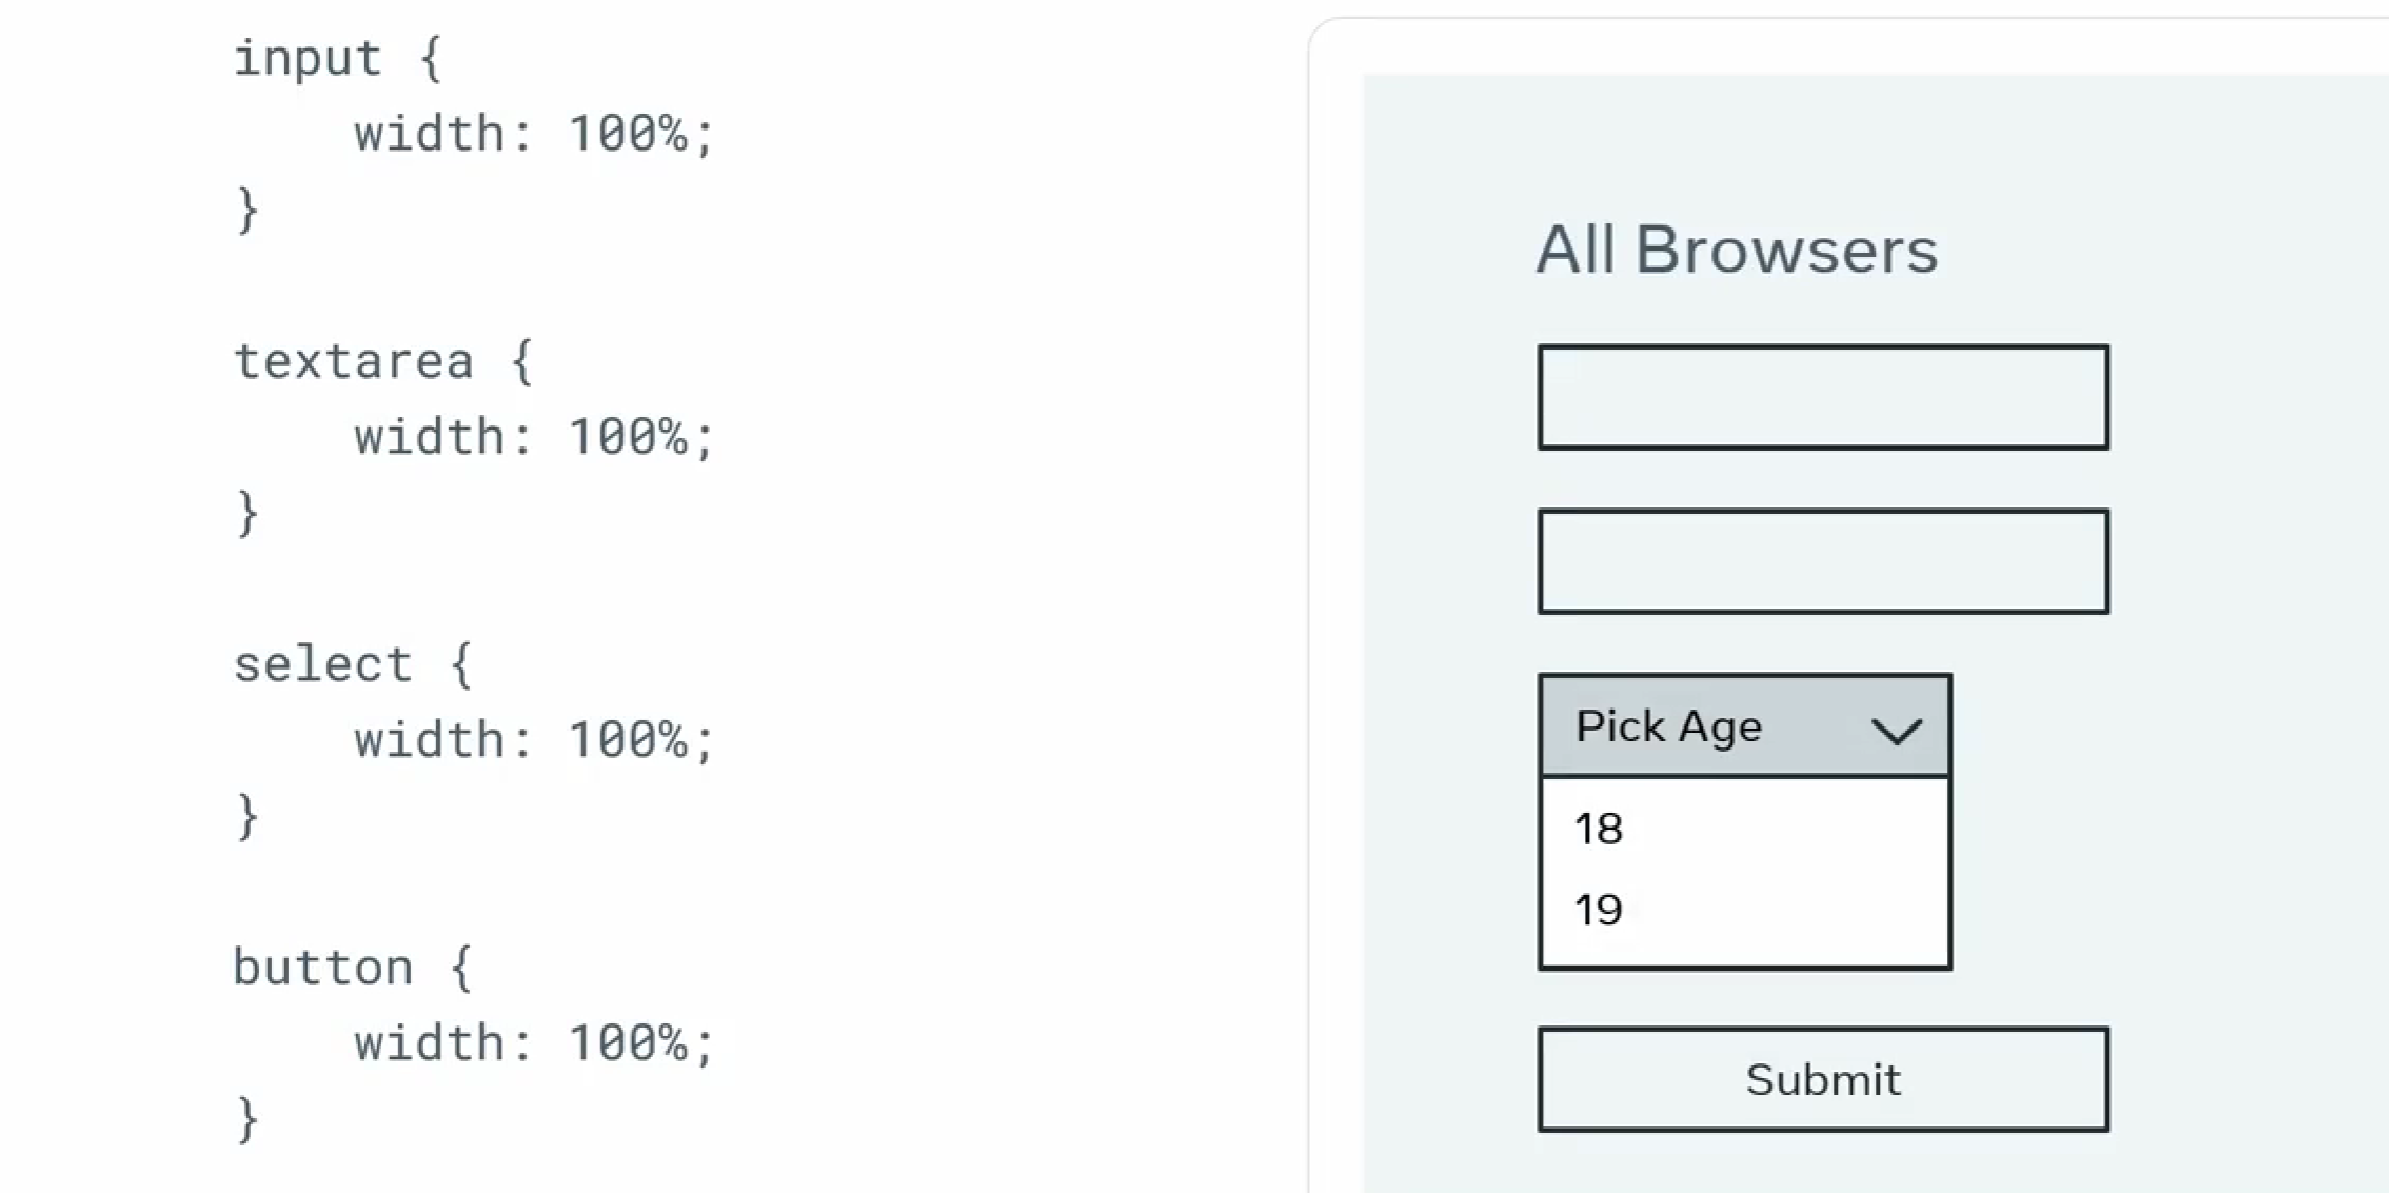 input {
    width: 100%;
}
textarea {
    width: 100%;
}
select {
    width: 100%;
}
button {
    width: 100%;
}
All Browsers
Pick Age
18
19
Submit